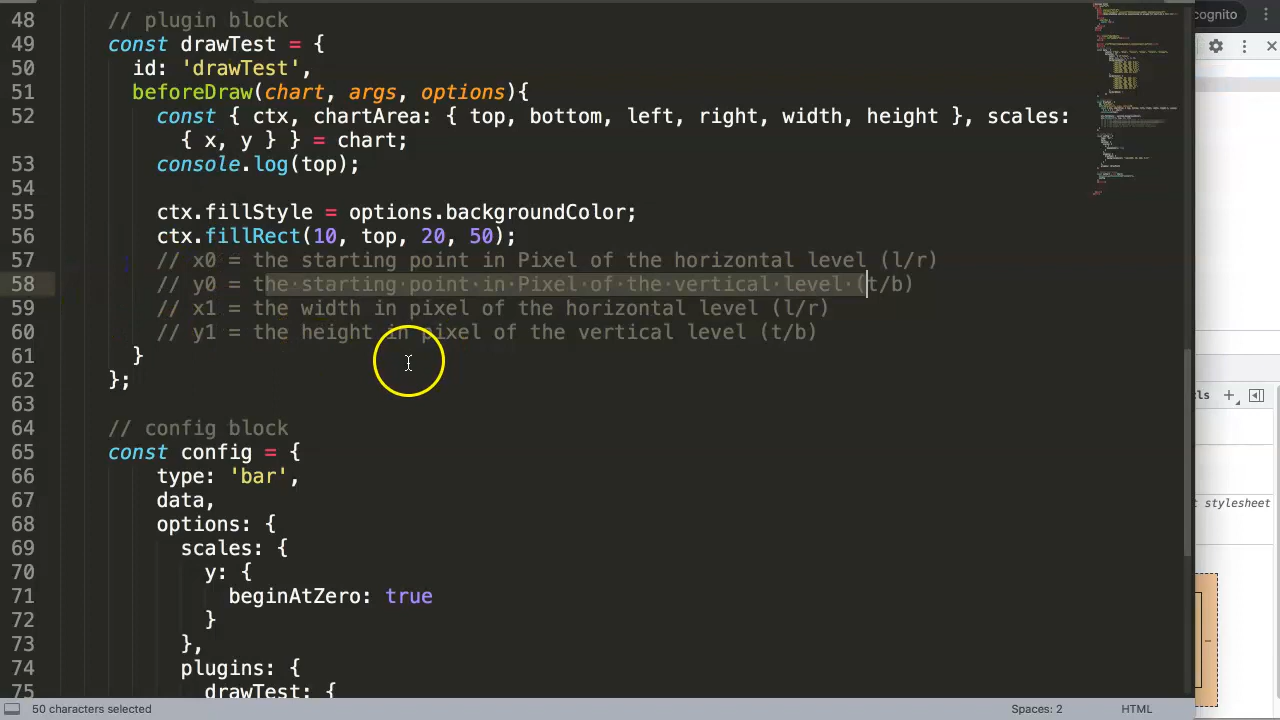 48 // plugin block
49 const drawTest = {
50 id: 'drawTest',
51 beforeDraw(chart, args, options){
52 const { ctx, chartArea: { top, bottom, left, right, width, height }, scales:
{ x, y } } = chart;
53 console.log(top);
54
55 ctx.fillStyle = options.backgroundColor;
56 ctx.fillRect(10, top, 20, 50);
57 // x0 = the starting point in Pixel of the horizontal level (l/r)
58 // y0 = the starting point in Pixel of the vertical level (t/b)
59 // x1 = the width in pixel of the horizontal level (l/r)
60 // y1 = the height in pixel of the vertical level (t/b)
61 }
62 };
63
64 // config block
65 const config = {
66 type: 'bar',
67 data,
68 options: {
69 scales: {
70 y: {
71 beginAtZero: true
72 }
73 },
74 plugins: {
75 drawTest: {
50 characters selected
Spaces: 2
HTML
cognito
cls
t stylesheet